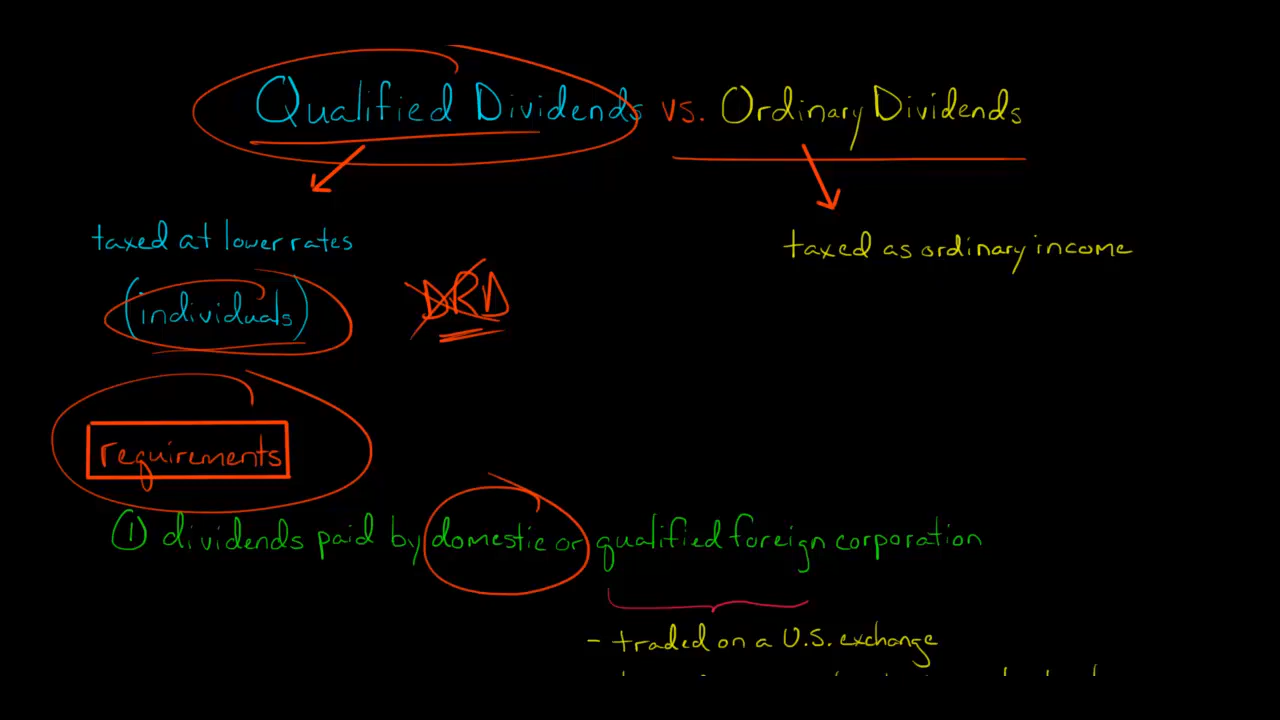 Qualified Dividends vs. Ordinary Dividends
taxed at lower rates
taxed as ordinary income
(individuals)
DRD
requirements
① dividends paid by domestic or qualified foreign corporation
- traded on a U.S. exchange